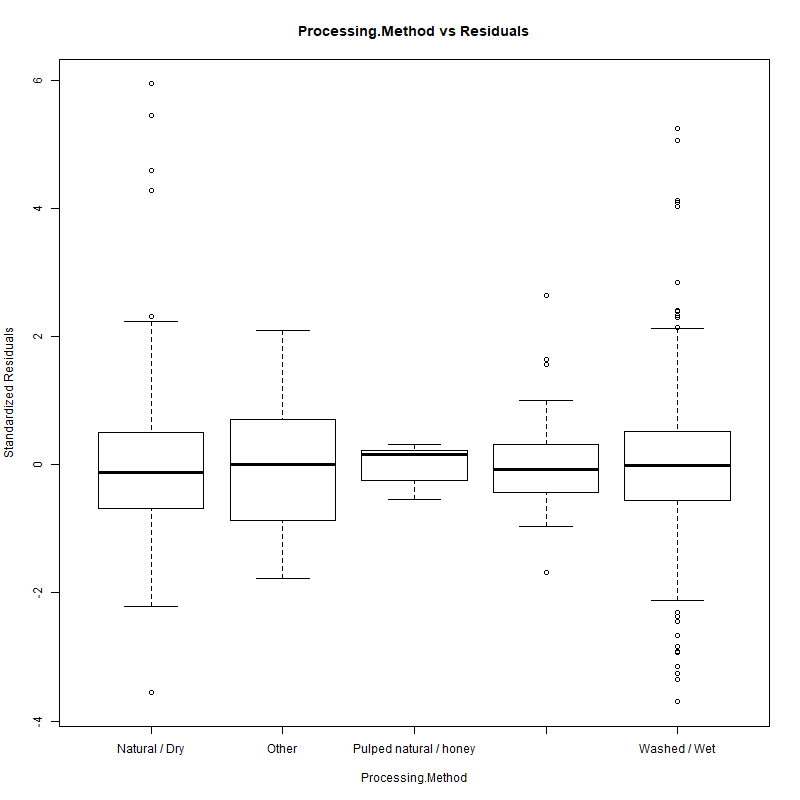 Processing.Method vs Residuals
Standardized Residuals
6
4
2
0
-2
-4
Natural / Dry Other Pulped natural / honey Washed / Wet
Processing.Method